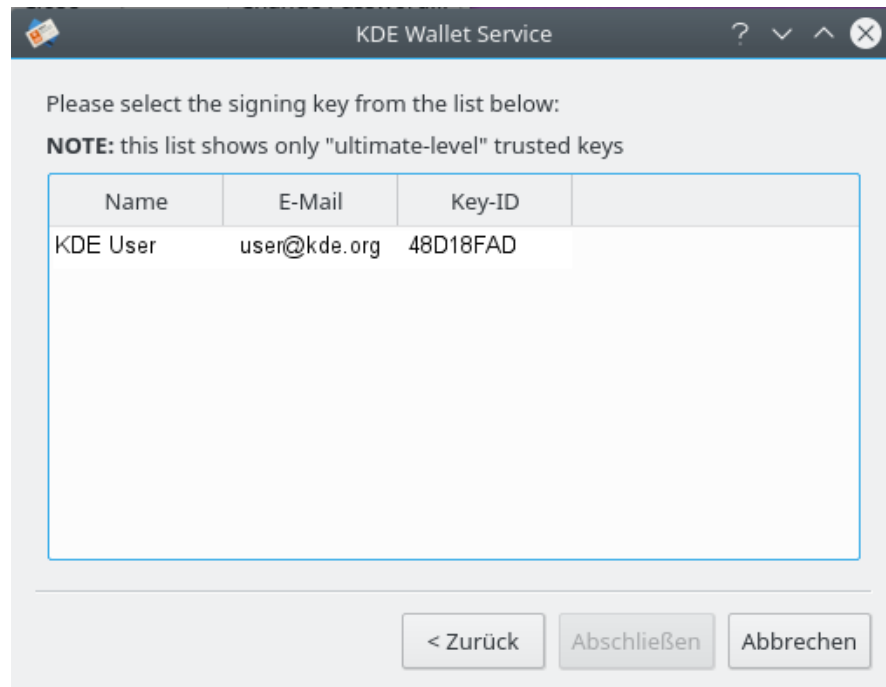 KDE Wallet Service
Please select the signing key from the list below:
NOTE: this list shows only "ultimate-level" trusted keys
Name E-Mail Key-ID
KDE User user@kde.org 48D18FAD
< Zurück Abschließen Abbrechen